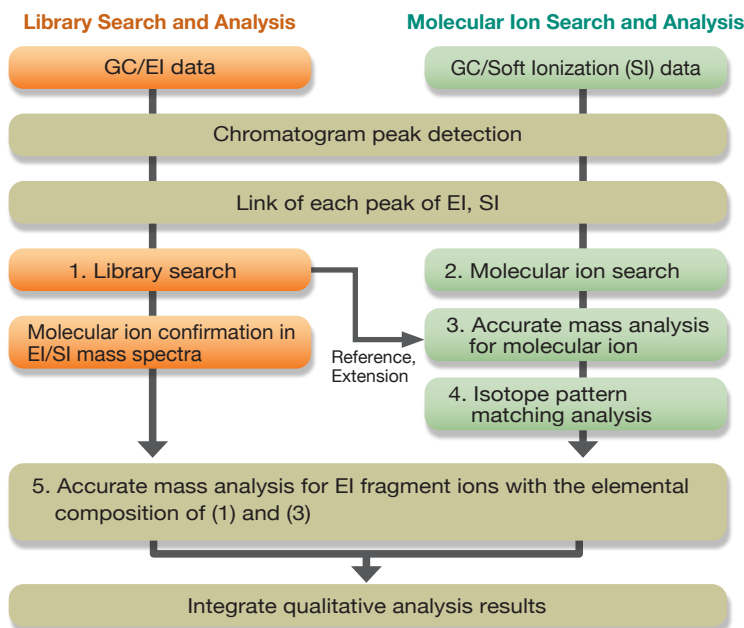 Library Search and Analysis
Molecular Ion Search and Analysis
GC/EI data
GC/Soft Ionization (SI) data
Chromatogram peak detection
Link of each peak of EI, SI
1. Library search
2. Molecular ion search
Molecular ion confirmation in
EI/SI mass spectra
Reference,
Extension
3. Accurate mass analysis
for molecular ion
4. Isotope pattern
matching analysis
5. Accurate mass analysis for EI fragment ions with the elemental
composition of (1) and (3)
Integrate qualitative analysis results